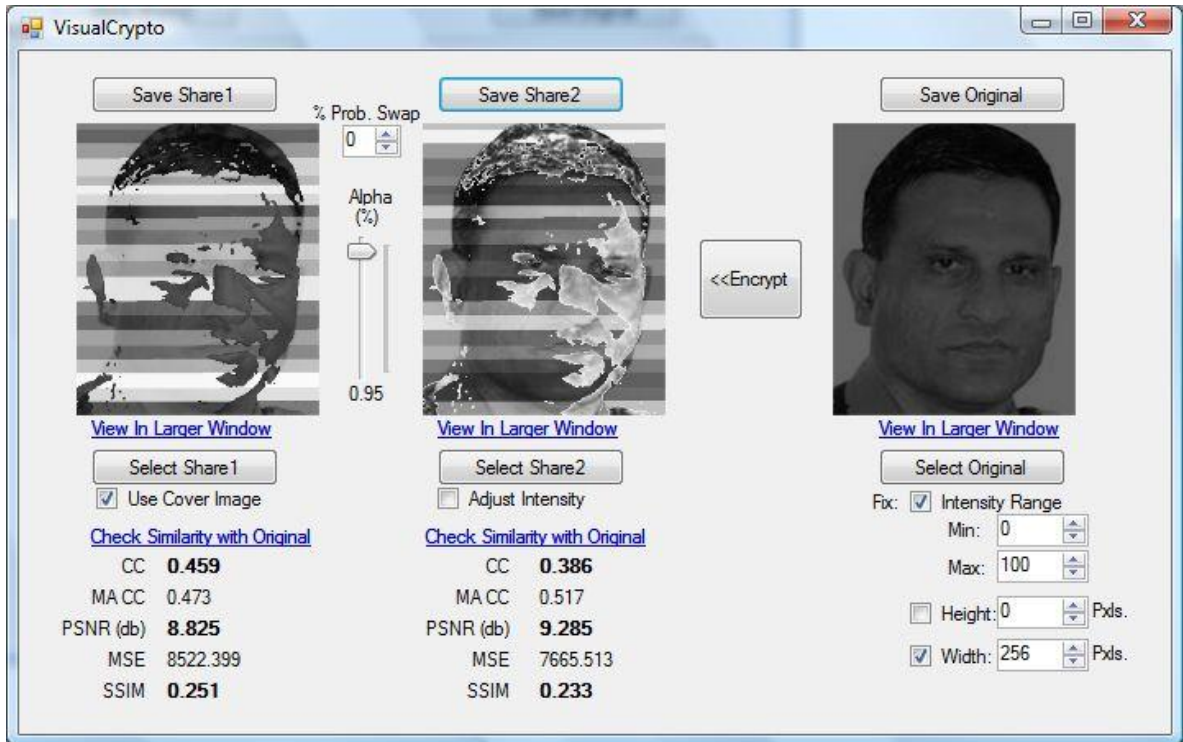 VisualCrypto
Save Share1
% Prob. Swap
0
Save Share2
Save Original
Alpha
(%)
0.95
<<Encrypt
View In Larger Window
View In Larger Window
View In Larger Window
Select Share1
Select Share2
Select Original
Use Cover Image
Adjust Intensity
Fix: Intensity Range
Min: 0
Max: 100
Height: 0 Pxls.
Width: 256 Pxls.
Check Similarity with Original
CC 0.459
MA CC 0.473
PSNR (db) 8.825
MSE 8522.399
SSIM 0.251
Check Similarity with Original
CC 0.386
MA CC 0.517
PSNR (db) 9.285
MSE 7665.513
SSIM 0.233